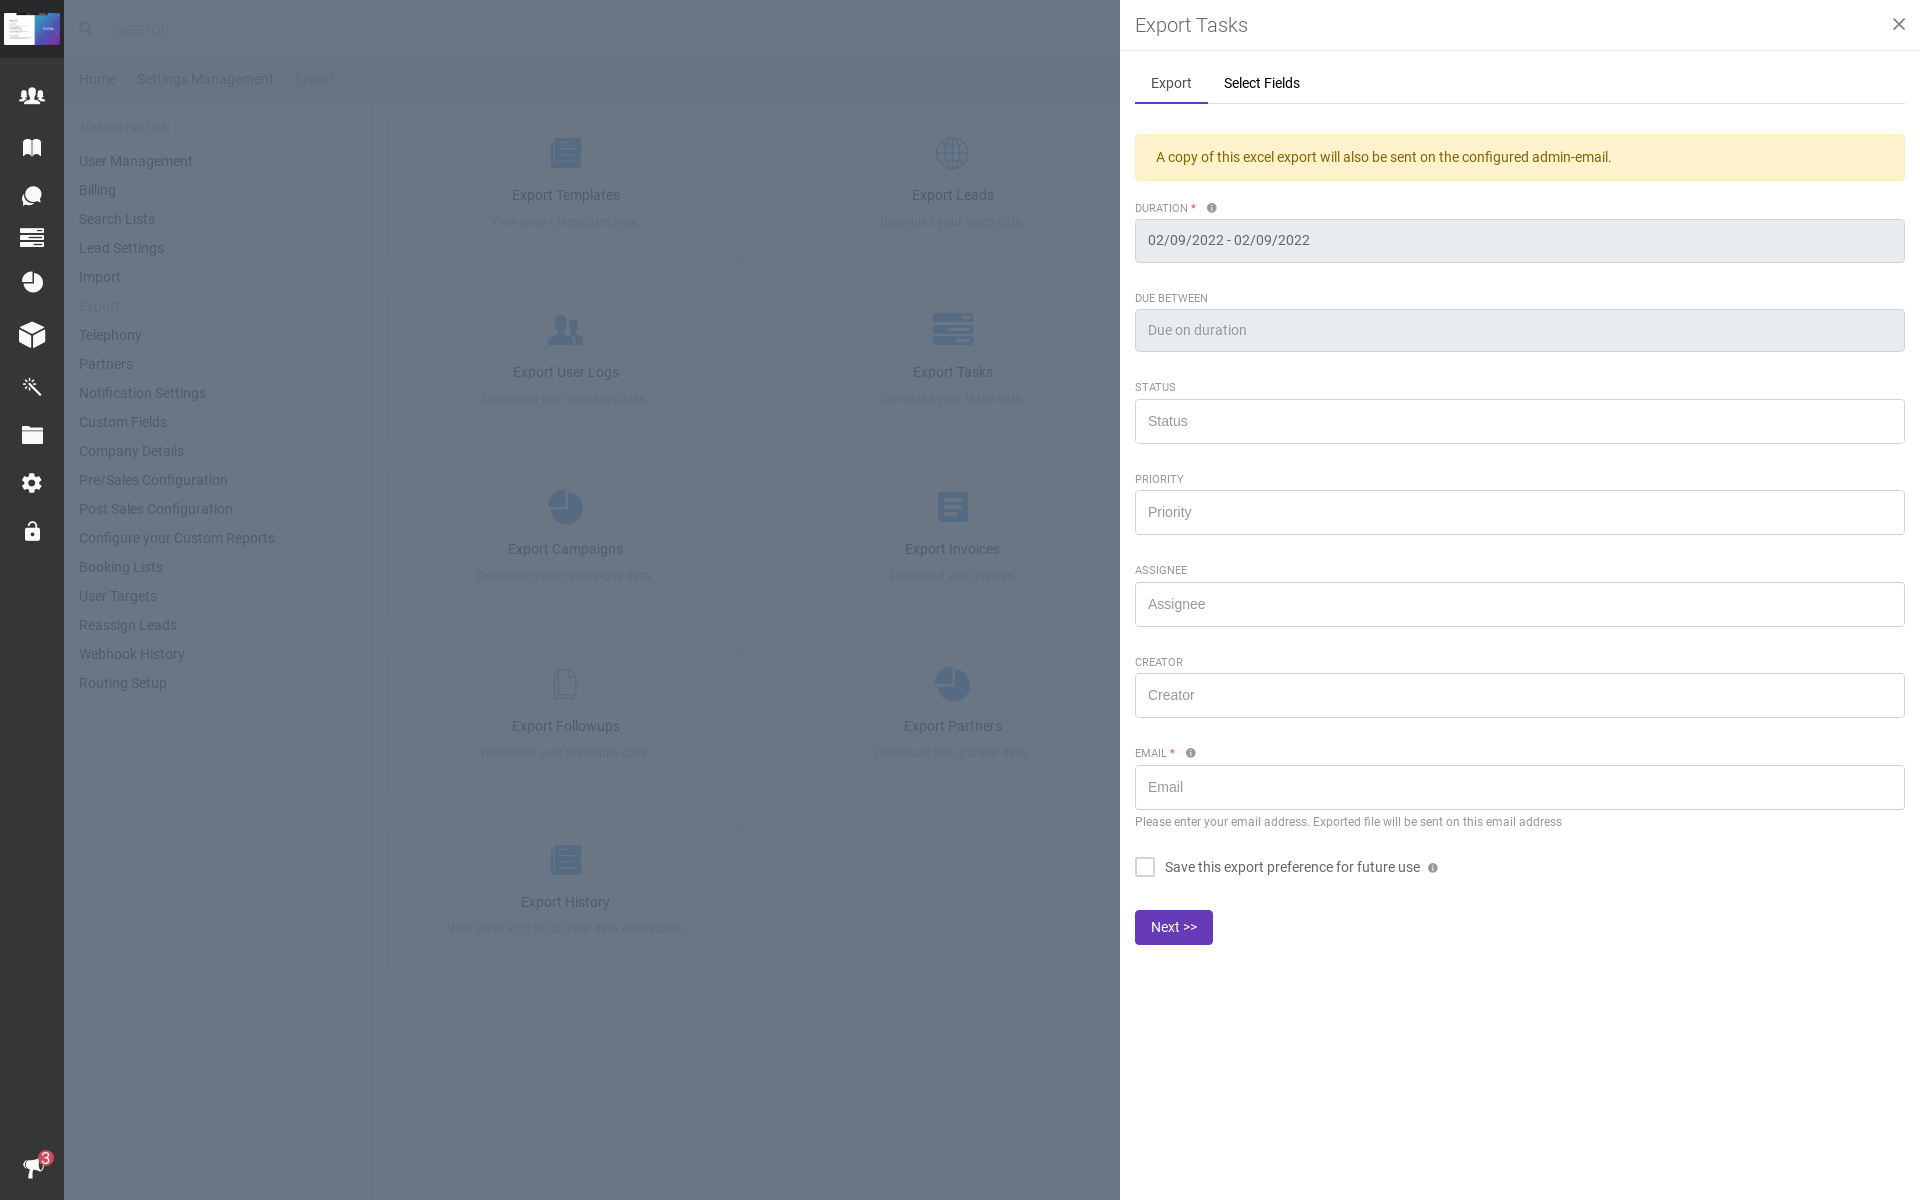 Search..
Home / Settings Management > Export
ADMINISTRATION
User Management
Billing
Search Lists
Lead Settings
Import
Export
Telephony
Partners
Notification Settings
Custom Fields
Company Details
Pre/Sales Configuration
Post Sales Configuration
Configure your Custom Reports
Booking Lists
User Targets
Reassign Leads
Webhook History
Routing Setup
3
Export Templates
View export templates here.
Export Leads
Download your leads data.
Export User Logs
Download your user logs data.
Export Tasks
Download your tasks data.
Export Campaigns
Download your campaigns data.
Export Invoices
Download your invoies.
Export Followups
Download your followups data.
Export Partners
Download your partner data.
Export History
View audit logs for all your data downloads.
Export Tasks
Export
Select Fields
A copy of this excel export will also be sent on the configured admin-email.
DURATION *
02/09/2022 - 02/09/2022
DUE BETWEEN
Due on duration
STATUS
Status
PRIORITY
Priority
ASSIGNEE
Assignee
CREATOR
Creator
EMAIL *
Email
Please enter your email address. Exported file will be sent on this email address
Save this export preference for future use
Next >>